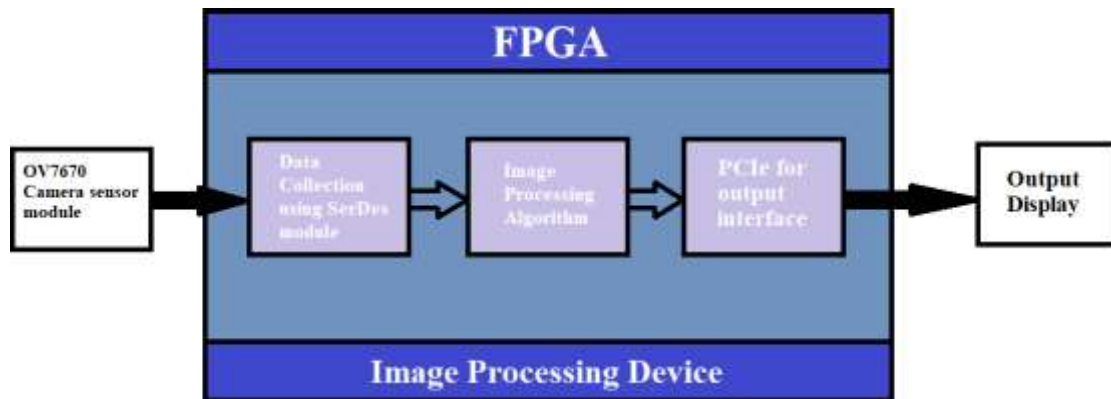 FPGA
OV7670
Camera sensor
module
Data
Collection
using SerDes
module
Image
Processing
Algorithm
PCIe for
output
interface
Output
Display
Image Processing Device